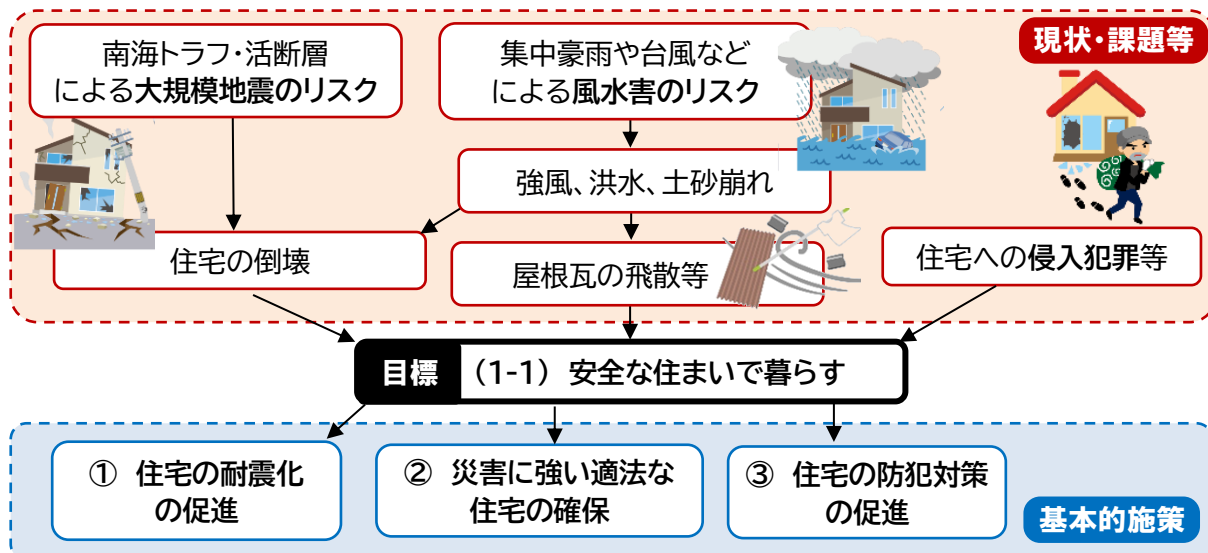 現状・課題等
南海トラフ・活断層
による大規模地震のリスク
集中豪雨や台風など
による風水害のリスク
強風、洪水、土砂崩れ
住宅の倒壊
屋根瓦の飛散等
住宅への侵入犯罪等
目標 (1-1) 安全な住まいで暮らす
① 住宅の耐震化
の促進
② 災害に強い適法な
住宅の確保
③ 住宅の防犯対策
の促進
基本的施策